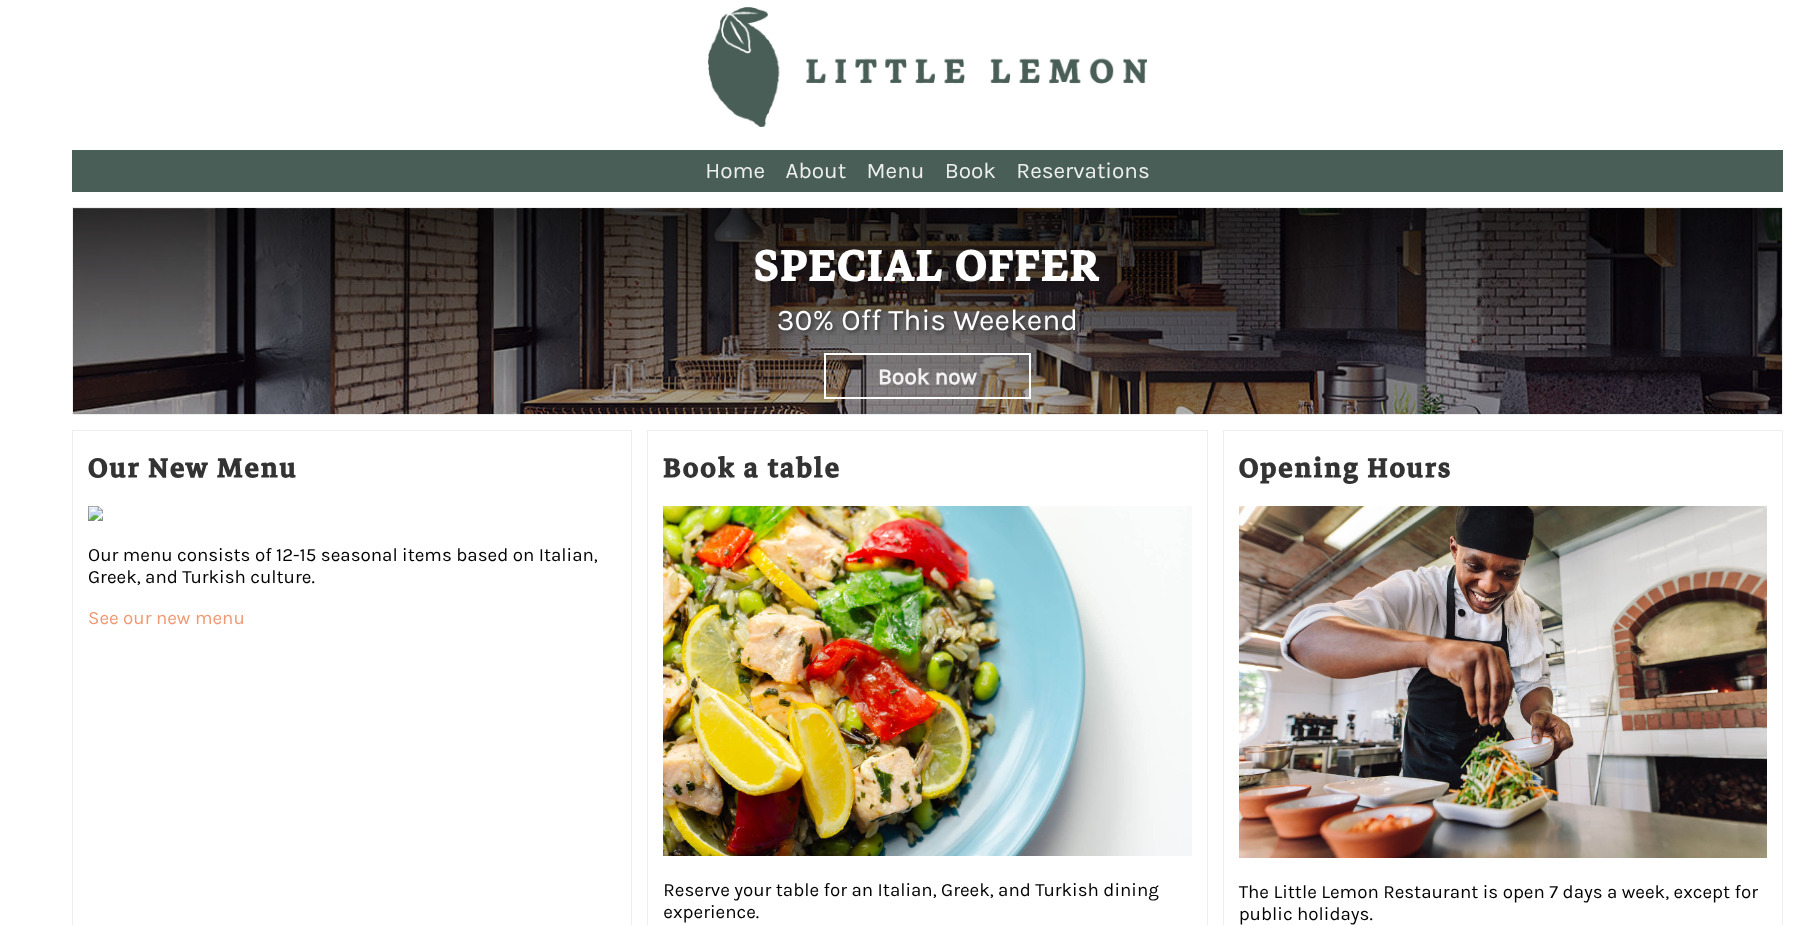 LITTLE LEMON
Home About Menu Book Reservations
SPECIAL OFFER
30% Off This Weekend
Book now
Our New Menu
Our menu consists of 12-15 seasonal items based on Italian,
Greek, and Turkish culture.
See our new menu
Book a table
Reserve your table for an Italian, Greek, and Turkish dining
experience.
Opening Hours
The Little Lemon Restaurant is open 7 days a week, except for
public holidays.